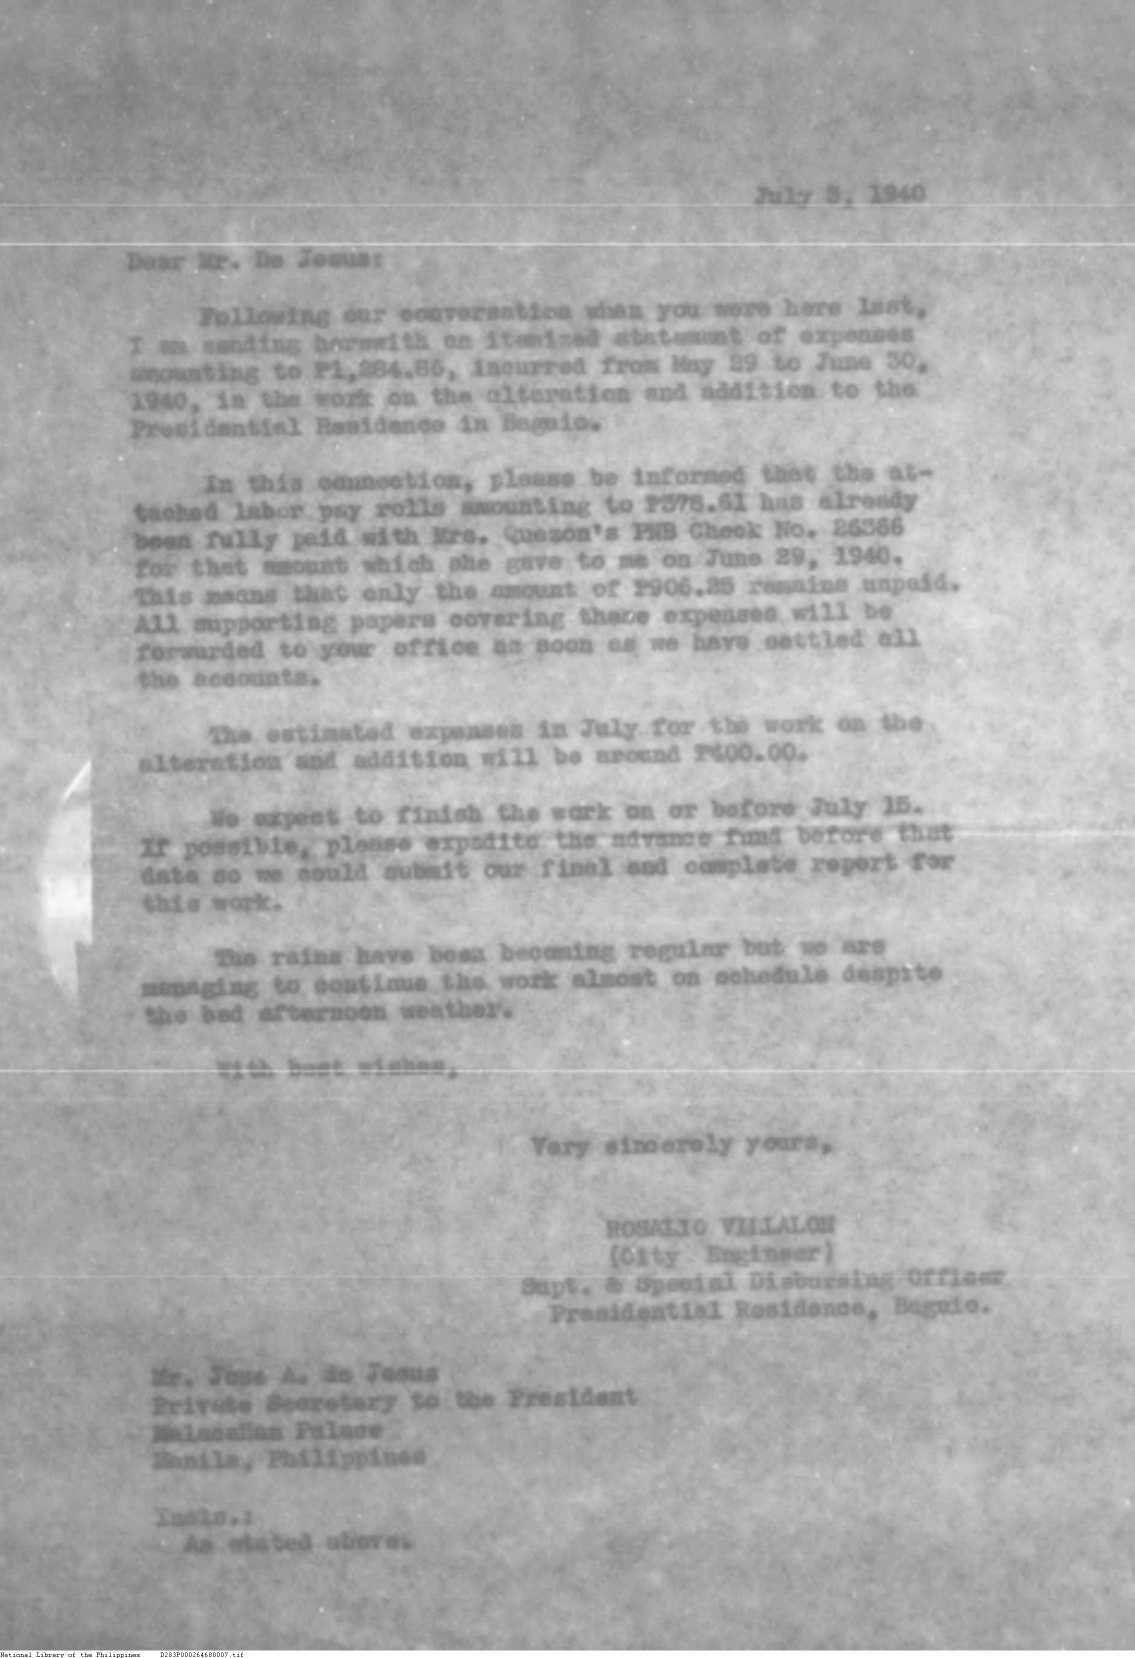 July 1940
Dear Mr. De Jesus:
Following our conversation when you were here last,
I am sending herewith an itemized statement of expenses
amounting to ₱1,284.86, incurred from May 29 to June 30,
1940, in the work on the alteration and addition to the
Presidential Residence in Baguio.
In this connection, please be informed that the at-
tached labor pay rolls amounting to ₱378.61 has already
been fully paid with Mrs. Quezon's PNB Check No. 26366
for that amount which she gave to me on June 29, 1940.
This means that only the amount of ₱906.25 remains unpaid.
All supporting papers covering these expenses will be
forwarded to your office as soon as we have settled all
the accounts.
The estimated expenses in July for the work on the
alteration and addition will be around ₱400.00.
We expect to finish the work on or before July 15.
If possible, please expedite the advance fund before that
date so we could submit our final and complete report for
this work.
The rains have been becoming regular but we are
managing to continue the work almost on schedule despite
the bad afternoon weather.
With best wishes,
Very sincerely yours,
ROSALIO VILLALON
(City Engineer)
Supt. & Special Disbursing Officer
Presidential Residence, Baguio.
Mr. Jose A. de Jesus
Private Secretary to the President
Malacañan Palace
Manila, Philippines
Incls.:
As stated above.
National Library of the Philippines D283P000264688007.tif